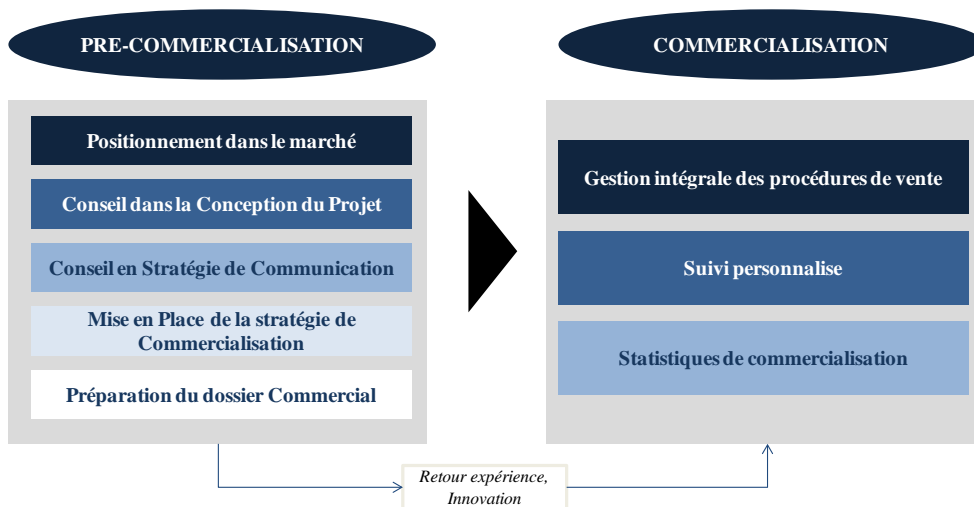 PRE-COMMERCIALISATION
Positionnement dans le marché
Conseil dans la Conception du Projet
Conseil en Stratégie de Communication
Mise en Place de la stratégie de
Commercialisation
Préparation du dossier Commercial
COMMERCIALISATION
Gestion intégrale des procédures de vente
Suivi personnalise
Statistiques de commercialisation
Retour expérience,
Innovation